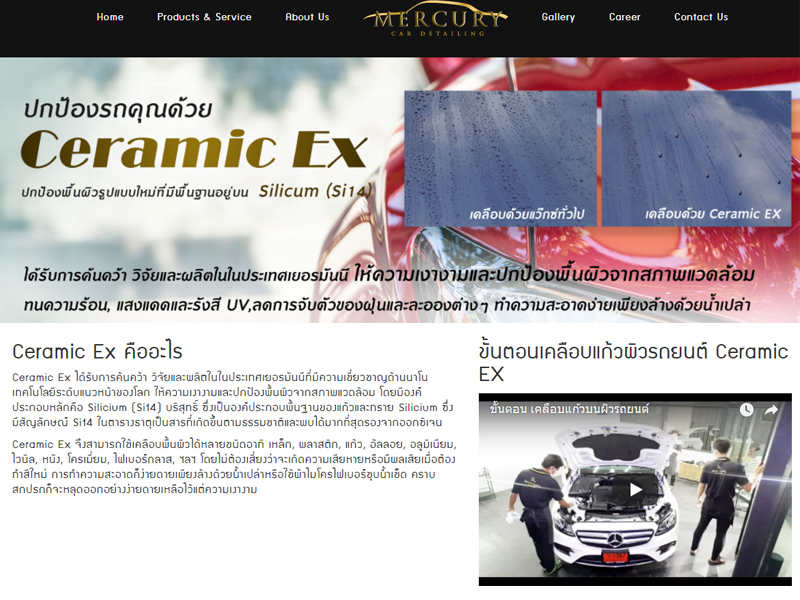 Home Products & Service About Us MERCURY Gallery Career Contact Us
CAR DETAILING
ปกป้องรถคุณด้วย
Ceramic Ex
ปกป้องพื้นผิวรูปแบบใหม่ที่มีพื้นฐานอยู่บน Silicum (Si14)
เคลือบด้วยแว๊กซ์ทั่วไป
เคลือบด้วย Ceramic EX
ได้รับการค้นคว้า วิจัยและผลิตในในประเทศเยอรมันนี ให้ความเงางามและปกป้องพื้นผิวจากสภาพแวดล้อม
ทนความร้อน, แสงแดดและรังสี UV,ลดการจับตัวของฝุ่นและละอองต่าง ๆ ทำความสะอาดง่ายเพียงล้างด้วยน้ำเปล่า
Ceramic Ex คืออะไร
Ceramic Ex ได้รับการค้นคว้า วิจัยและผลิตในในประเทศเยอรมันนีที่มีความเชี่ยวชาญด้านนาโน
เทคโนโลยีระดับแนวหน้าของโลก ให้ความเงางามและปกป้องพื้นผิวจากสภาพแวดล้อม โดยมีองค์
ประกอบหลักคือ Silicium (Si14) บริสุทธิ์ ซึ่งเป็นองค์ประกอบพื้นฐานของแก้วและทราย Silicium ซึ่ง
มีสัญลักษณ์ Si14 ในตารางธาตุเป็นสารที่เกิดขึ้นตามธรรมชาติและพบได้มากที่สุดรองจากออกซิเจน
Ceramic Ex จึงสามารถใช้เคลือบพื้นผิวได้หลายชนิดอาทิ เหล็ก, พลาสติก, แก้ว, อัลลอย, อลูมิเนียม,
ไวนิล, หนัง, โครเมี่ยม, ไฟเบอร์กลาส, ฯลฯ โดยไม่ต้องเสี่ยงว่าจะเกิดความเสียหายหรือมีผลเสียเมื่อต้อง
ทำสีใหม่ การทำความสะอาดก็ง่ายดายเพียงล้างด้วยน้ำเปล่าหรือใช้ผ้าไมโครไฟเบอร์ชุบน้ำเช็ด คราบ
สกปรกก็จะหลุดออกอย่างง่ายดายเหลือไว้แต่ความเงางาม
ขั้นตอนเคลือบแก้วผิวรถยนต์ Ceramic
EX
ขั้นตอน เคลือบแก้วบนผิวรถยนต์